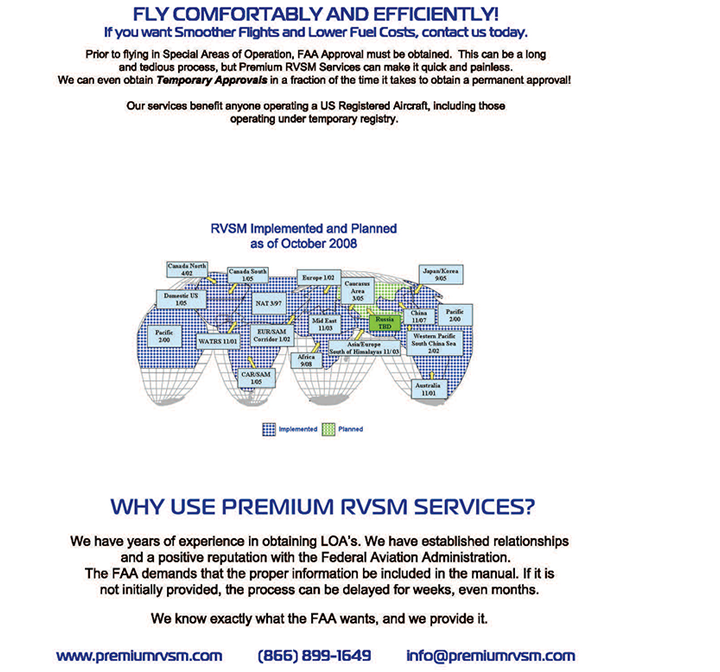 FLY COMFORTABLY AND EFFICIENTLY!
If you want Smoother Flights and Lower Fuel Costs, contact us today.
Prior to flying in Special Areas of Operation, FAA Approval must be obtained. This can be a long
and tedious process, but Premium RVSM Services can make it quick and painless.
We can even obtain Temporary Approvals in a fraction of the time it takes to obtain a permanent approval!
Our services benefit anyone operating a US Registered Aircraft, including those
operating under temporary registry.
RVSM Implemented and Planned
as of October 2008
Canada North
4/02
Canada South
1/05
Europe 1/02
Caucasus
Area
3/05
Japan/Korea
9/05
Domestic US
1/05
NAT 3/97
Mid East
11/03
Russia
TBD
China
11/07
Pacific
2/00
Pacific
2/00
WATRS 11/01
EUR/SAM
Corridor 1/02
Western Pacific
South China Sea
2/02
Asia/Europe
South of Himalayas 11/03
Africa
9/08
CAR/SAM
1/05
Australia
11/01
Implemented
Planned
WHY USE PREMIUM RVSM SERVICES?
We have years of experience in obtaining LOA's. We have established relationships
and a positive reputation with the Federal Aviation Administration.
The FAA demands that the proper information be included in the manual. If it is
not initially provided, the process can be delayed for weeks, even months.
We know exactly what the FAA wants, and we provide it.
www.premiumrvsm.com (866) 899-1649 info@premiumrvsm.com